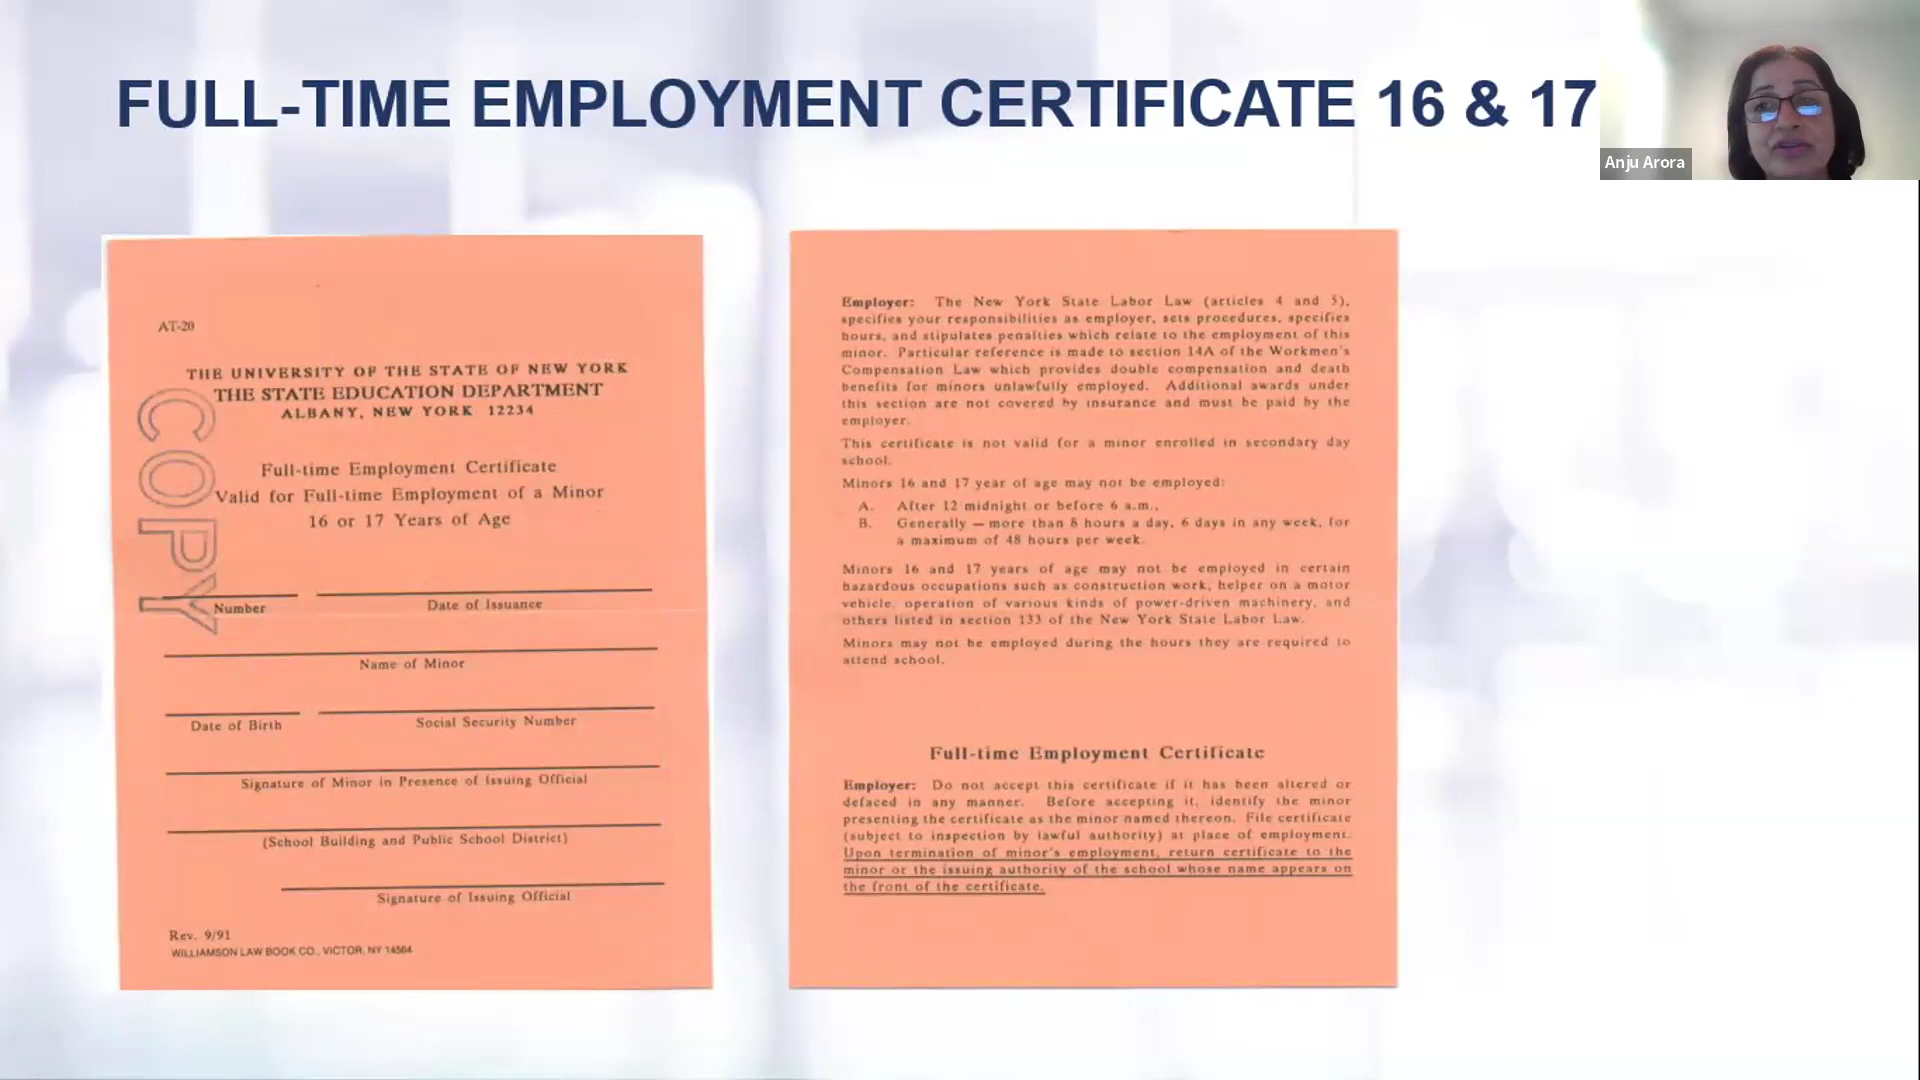 FULL-TIME EMPLOYMENT CERTIFICATE 16 & 17
Anju Arora
AT-20
THE UNIVERSITY OF THE STATE OF NEW YORK
THE STATE EDUCATION DEPARTMENT
ALBANY, NEW YORK 12234
COPY
Full-time Employment Certificate
Valid for Full-time Employment of a Minor
16 or 17 Years of Age
Number
Date of Issuance
Name of Minor
Date of Birth
Social Security Number
Signature of Minor in Presence of Issuing Official
(School Building and Public School District)
Signature of Issuing Official
Rev. 9/91
WILLIAMSON LAW BOOK CO., VICTOR, NY 14564
Employer: The New York State Labor Law (articles 4 and 5),
specifies your responsibilities as employer, sets procedures, specifies
hours, and stipulates penalties which relate to the employment of this
minor. Particular reference is made to section 14A of the Workmen's
Compensation Law which provides double compensation and death
benefits for minors unlawfully employed. Additional awards under
this section are not covered by insurance and must be paid by the
employer.
This certificate is not valid for a minor enrolled in secondary day
school.
Minors 16 and 17 year of age may not be employed:
A. After 12 midnight or before 6 a.m.,
B. Generally — more than 8 hours a day, 6 days in any week, for
a maximum of 48 hours per week.
Minors 16 and 17 years of age may not be employed in certain
hazardous occupations such as construction work, helper on a motor
vehicle, operation of various kinds of power-driven machinery, and
others listed in section 133 of the New York State Labor Law.
Minors may not be employed during the hours they are required to
attend school.
Full-time Employment Certificate
Employer: Do not accept this certificate if it has been altered or
defaced in any manner. Before accepting it, identify the minor
presenting the certificate as the minor named thereon. File certificate
(subject to inspection by lawful authority) at place of employment.
Upon termination of minor's employment, return certificate to the
minor or the issuing authority of the school whose name appears on
the front of the certificate.